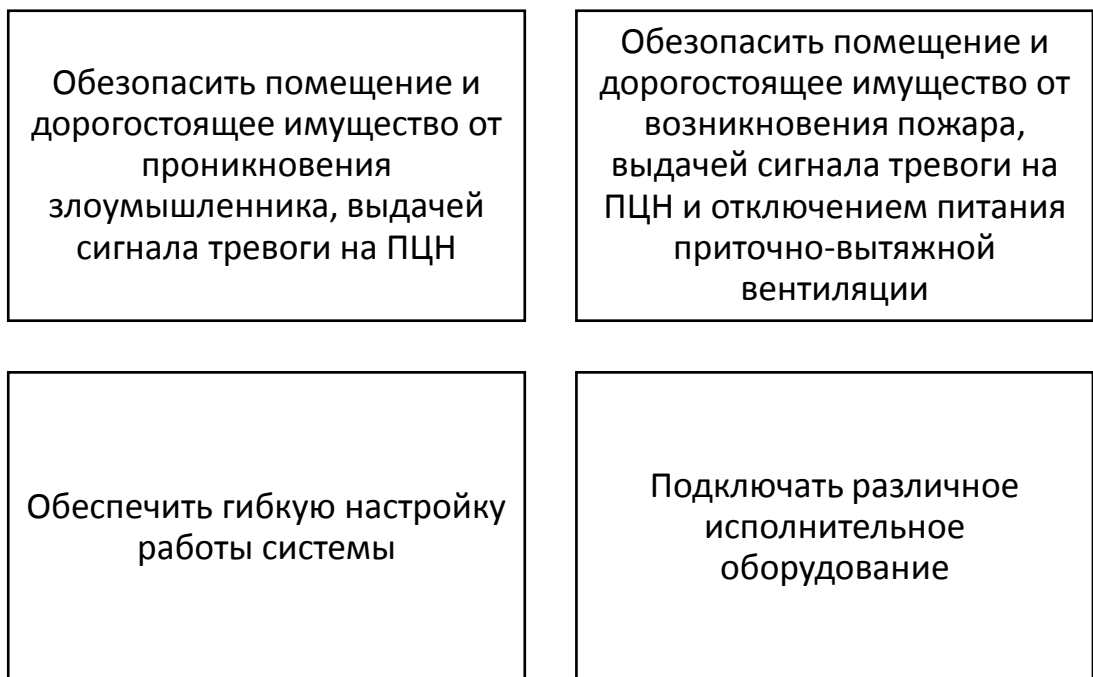 Обезопасить помещение и
дорогостоящее имущество от
проникновения
злоумышленника, выдачей
сигнала тревоги на ПЦН
Обезопасить помещение и
дорогостоящее имущество от
возникновения пожара,
выдачей сигнала тревоги на
ПЦН и отключением питания
приточно-вытяжной
вентиляции
Обеспечить гибкую настройку
работы системы
Подключать различное
исполнительное
оборудование